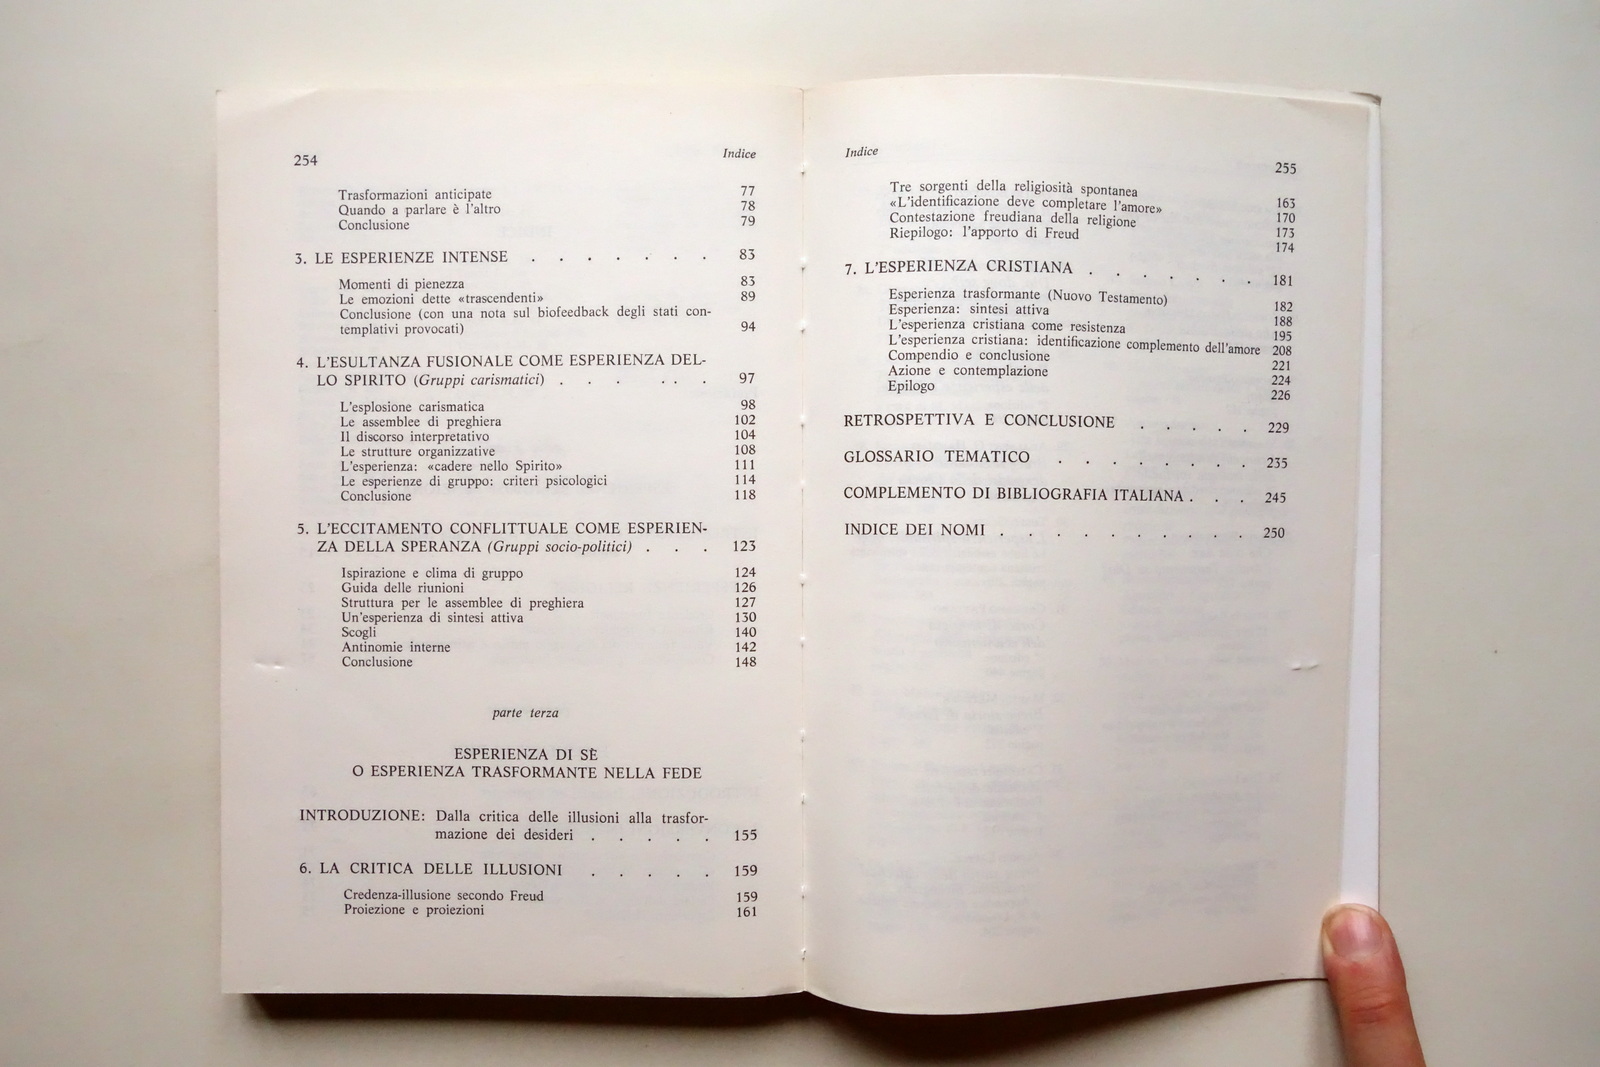 254 Indice
Trasformazioni anticipate 77
Quando a parlare è l'altro 78
Conclusione 79
3. LE ESPERIENZE INTENSE . . . . . . . 83
Momenti di pienezza 83
Le emozioni dette «trascendenti» 89
Conclusione (con una nota sul biofeedback degli stati con-
templativi provocati) 94
4. L'ESULTANZA FUSIONALE COME ESPERIENZA DEL-
LO SPIRITO (Gruppi carismatici) . . . . . . 97
L'esplosione carismatica 98
Le assemblee di preghiera 102
Il discorso interpretativo 104
Le strutture organizzative 108
L'esperienza: «cadere nello Spirito» 111
Le esperienze di gruppo: criteri psicologici 114
Conclusione 118
5. L'ECCITAMENTO CONFLITTUALE COME ESPERIEN-
ZA DELLA SPERANZA (Gruppi socio-politici) . . . 123
Ispirazione e clima di gruppo 124
Guida delle riunioni 126
Struttura per le assemblee di preghiera 127
Un'esperienza di sintesi attiva 130
Scogli 140
Antinomie interne 142
Conclusione 148
parte terza
ESPERIENZA DI SÈ
O ESPERIENZA TRASFORMANTE NELLA FEDE
INTRODUZIONE: Dalla critica delle illusioni alla trasfor-
mazione dei desideri . . . . . 155
6. LA CRITICA DELLE ILLUSIONI . . . . . 159
Credenza-illusione secondo Freud 159
Proiezione e proiezioni 161
Indice 255
Tre sorgenti della religiosità spontanea 163
«L'identificazione deve completare l'amore» 170
Contestazione freudiana della religione 173
Riepilogo: l'apporto di Freud 174
7. L'ESPERIENZA CRISTIANA . . . . . . . 181
Esperienza trasformante (Nuovo Testamento) 182
Esperienza: sintesi attiva 188
L'esperienza cristiana come resistenza 195
L'esperienza cristiana: identificazione complemento dell'amore 208
Compendio e conclusione 221
Azione e contemplazione 224
Epilogo 226
RETROSPETTIVA E CONCLUSIONE . . . . . 229
GLOSSARIO TEMATICO . . . . . . . . 235
COMPLEMENTO DI BIBLIOGRAFIA ITALIANA . . . 245
INDICE DEI NOMI . . . . . . . . . . 250